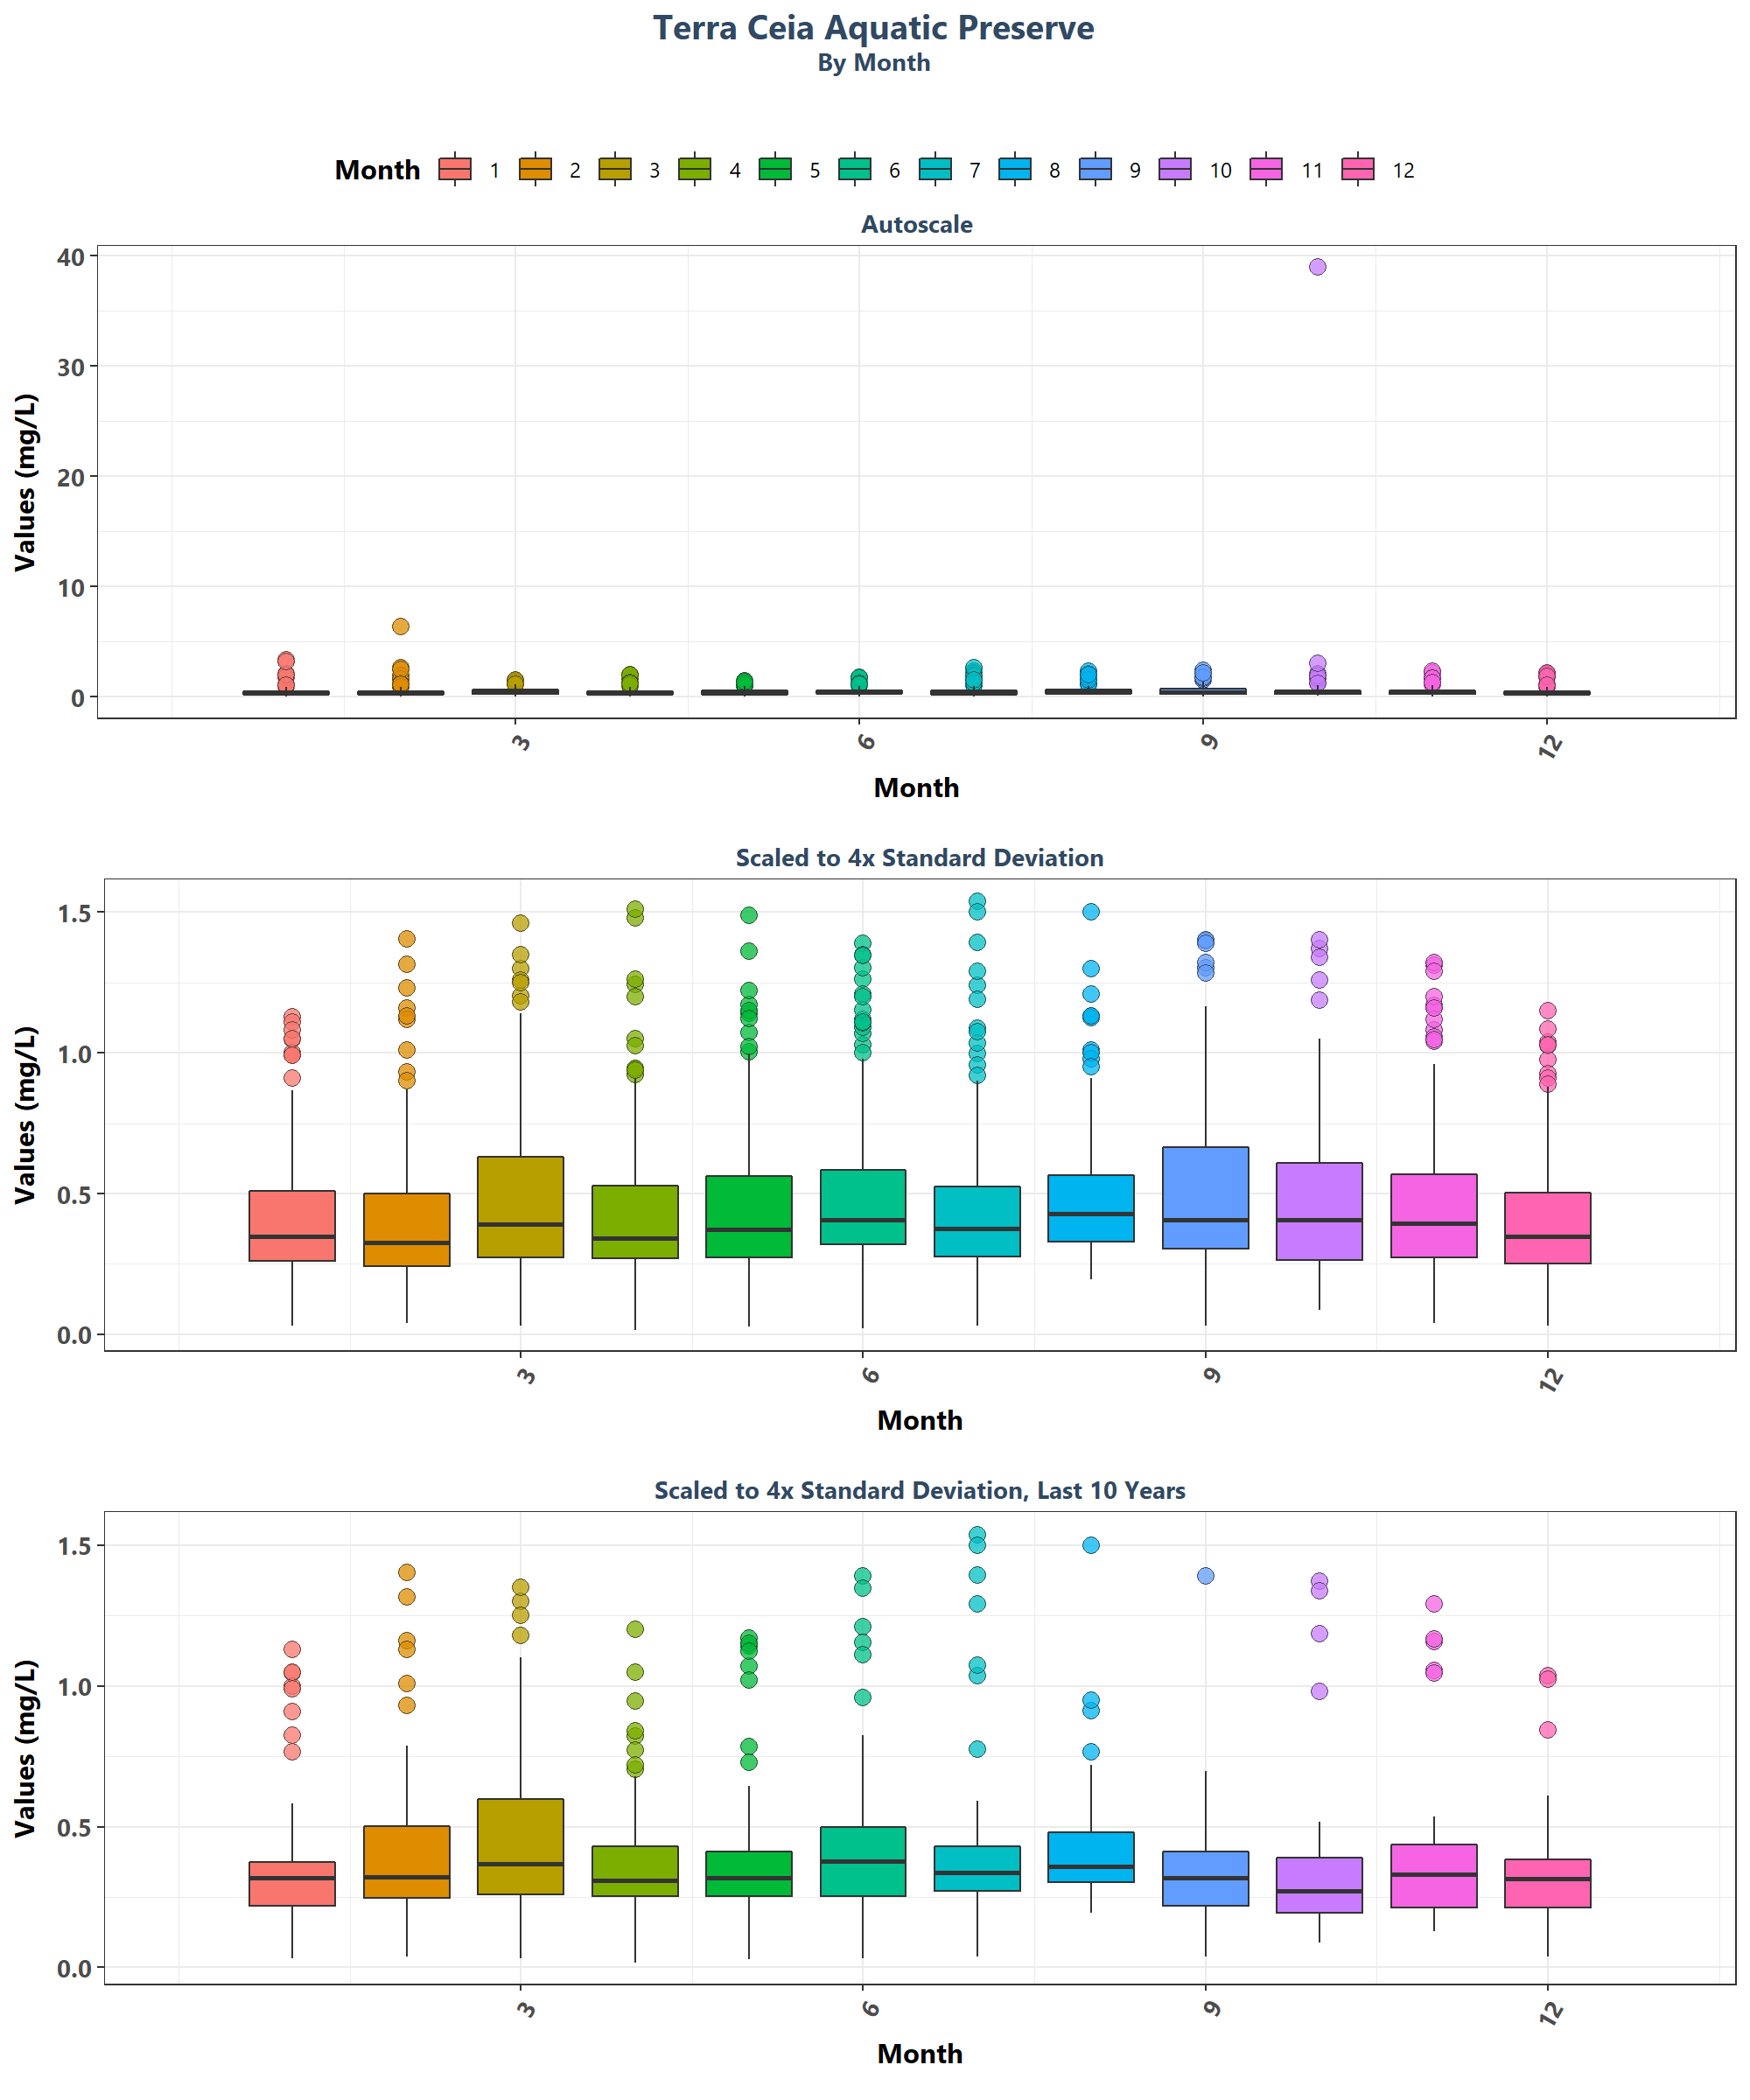 Terra Ceia Aquatic Preserve
By Month
Month 1 2 3 4 5 6 7 8 9 10 11 12
Autoscale
Values (mg/L)
40
30
20
10
0
3 6 9 12
Month
Scaled to 4x Standard Deviation
Values (mg/L)
1.5
1.0
0.5
0.0
3 6 9 12
Month
Scaled to 4x Standard Deviation, Last 10 Years
Values (mg/L)
1.5
1.0
0.5
0.0
3 6 9 12
Month